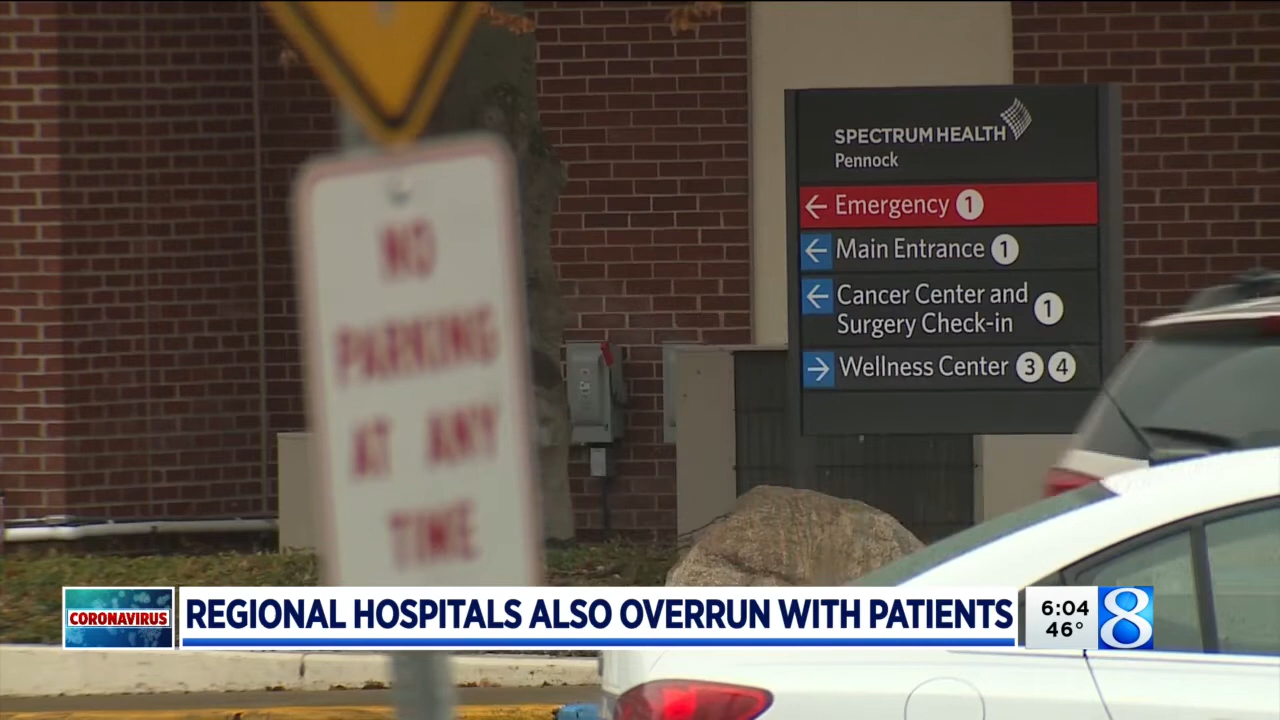 SPECTRUM HEALTH
Pennock
← Emergency 1
← Main Entrance 1
← Cancer Center and
Surgery Check-in 1
→ Wellness Center 3 4
NO
PARKING
AT ANY
TIME
CORONAVIRUS
REGIONAL HOSPITALS ALSO OVERRUN WITH PATIENTS
6:04
46°
8